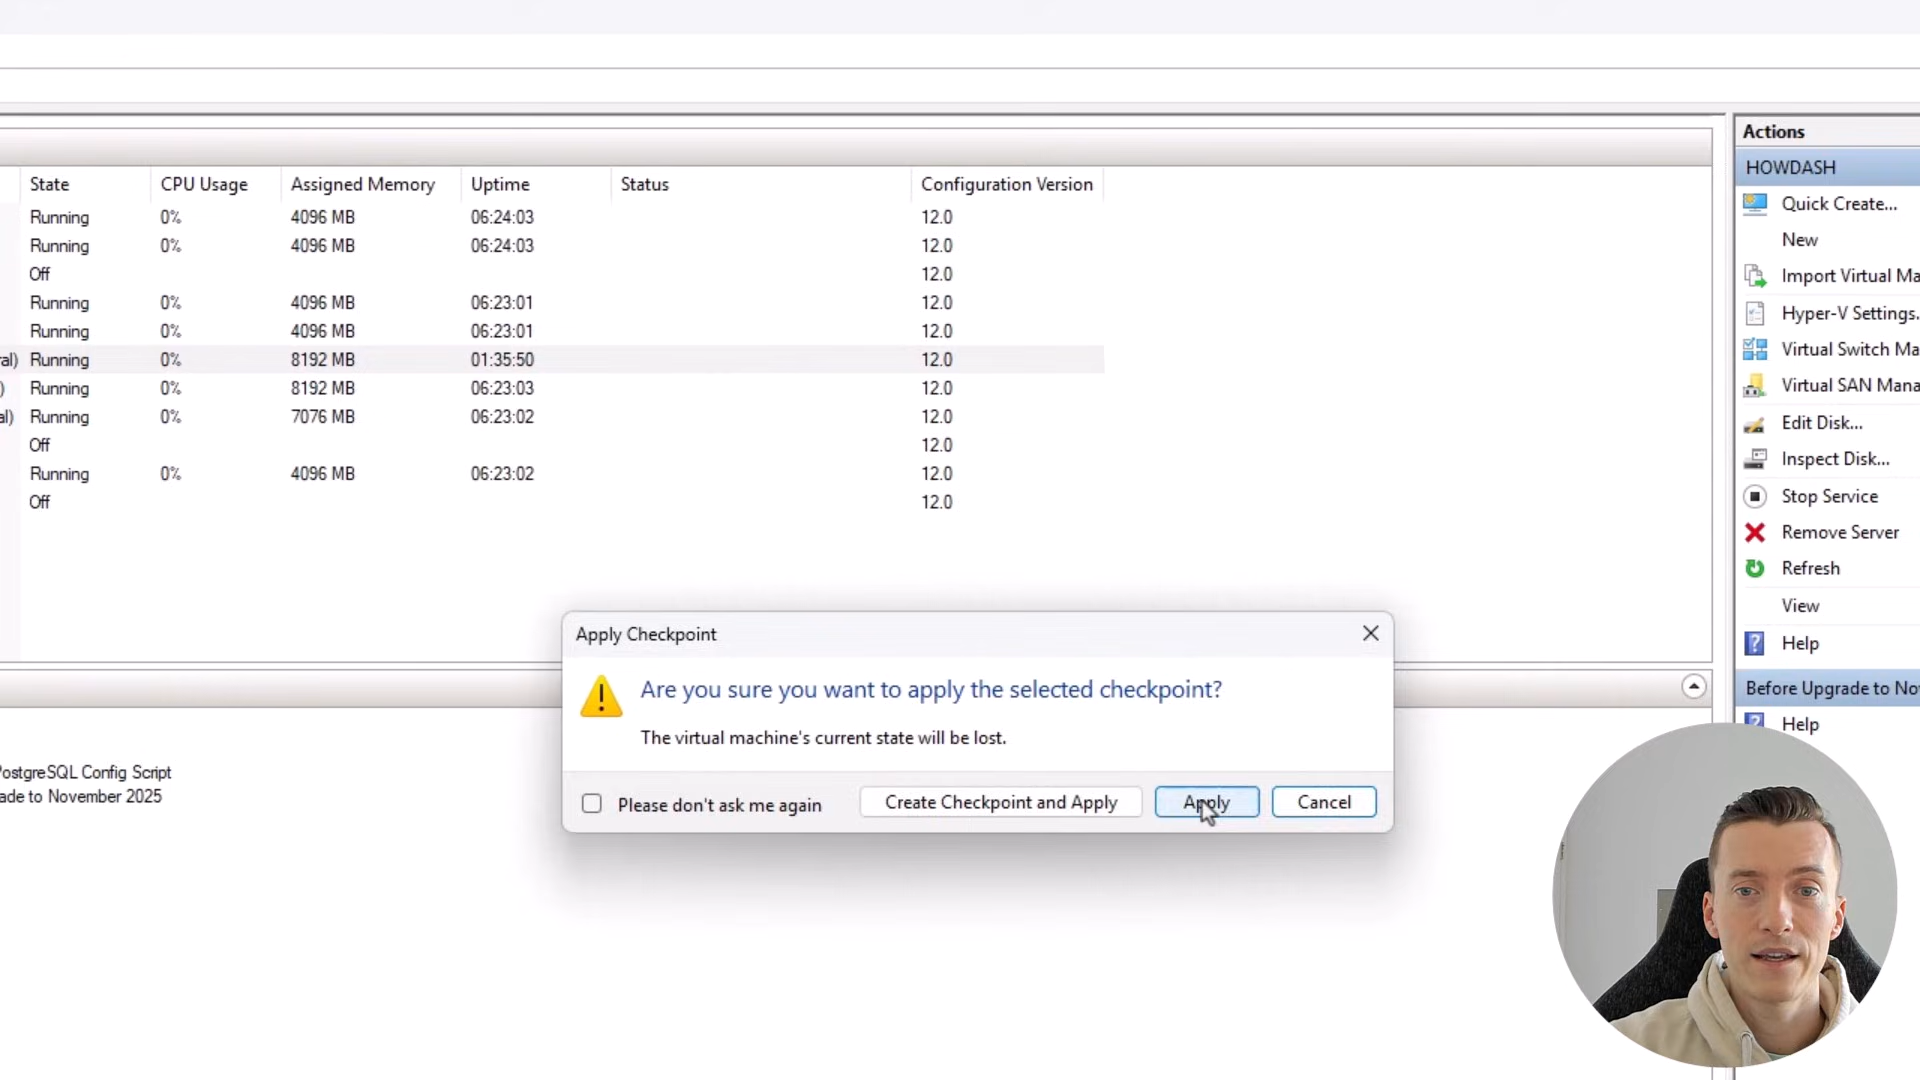 State CPU Usage Assigned Memory Uptime Status Configuration Version
Running 0% 4096 MB 06:24:03 12.0
Running 0% 4096 MB 06:24:03 12.0
Off 12.0
Running 0% 4096 MB 06:23:01 12.0
Running 0% 4096 MB 06:23:01 12.0
al) Running 0% 8192 MB 01:35:50 12.0
) Running 0% 8192 MB 06:23:03 12.0
al) Running 0% 7076 MB 06:23:02 12.0
Off 12.0
Running 0% 4096 MB 06:23:02 12.0
Off 12.0
PostgreSQL Config Script
ade to November 2025
Apply Checkpoint
Are you sure you want to apply the selected checkpoint?
The virtual machine's current state will be lost.
Please don't ask me again Create Checkpoint and Apply Apply Cancel
Actions
HOWDASH
Quick Create...
New
Import Virtual Ma
Hyper-V Settings.
Virtual Switch Ma
Virtual SAN Mana
Edit Disk...
Inspect Disk...
Stop Service
Remove Server
Refresh
View
Help
Before Upgrade to No
Help